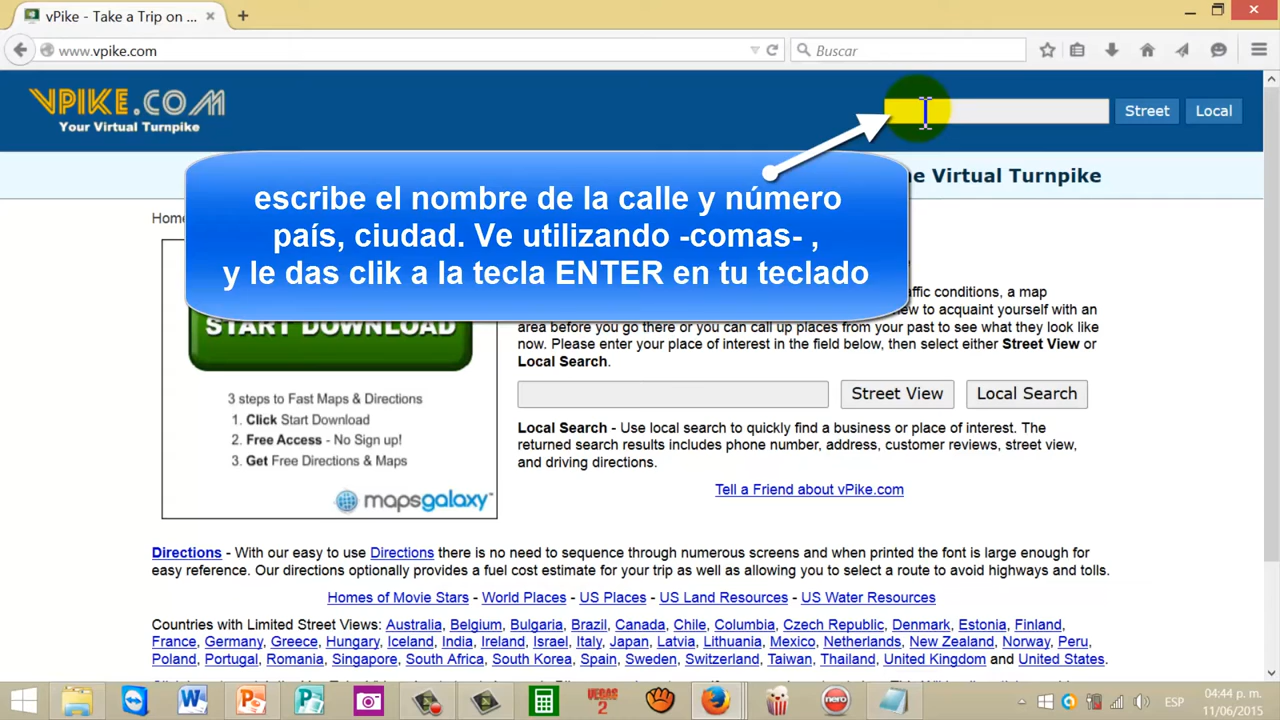 vPike - Take a Trip on ...
www.vpike.com
Buscar
VPIKE.COM
Your Virtual Turnpike
Street
Local
escribe el nombre de la calle y número
país, ciudad. Ve utilizando -comas- ,
y le das clik a la tecla ENTER en tu teclado
Virtual Turnpike
START DOWNLOAD
3 steps to Fast Maps & Directions
1. Click Start Download
2. Free Access - No Sign up!
3. Get Free Directions & Maps
mapsgalaxy
conditions, a map
to acquaint yourself with an
area before you go there or you can call up places from your past to see what they look like
now. Please enter your place of interest in the field below, then select either Street View or
Local Search.
Street View
Local Search
Local Search - Use local search to quickly find a business or place of interest. The
returned search results includes phone number, address, customer reviews, street view,
and driving directions.
Tell a Friend about vPike.com
Directions - With our easy to use Directions there is no need to sequence through numerous screens and when printed the font is large enough for
easy reference. Our directions optionally provides a fuel cost estimate for your trip as well as allowing you to select a route to avoid highways and tolls.
Homes of Movie Stars - World Places - US Places - US Land Resources - US Water Resources
Countries with Limited Street Views: Australia, Belgium, Bulgaria, Brazil, Canada, Chile, Columbia, Czech Republic, Denmark, Estonia, Finland,
France, Germany, Greece, Hungary, Iceland, India, Ireland, Israel, Italy, Japan, Latvia, Lithuania, Mexico, Netherlands, New Zealand, Norway, Peru,
Poland, Portugal, Romania, Singapore, South Africa, South Korea, Spain, Sweden, Switzerland, Taiwan, Thailand, United Kingdom and United States.
VEGAS
2
nero
ESP
04:44 p. m.
11/06/2015